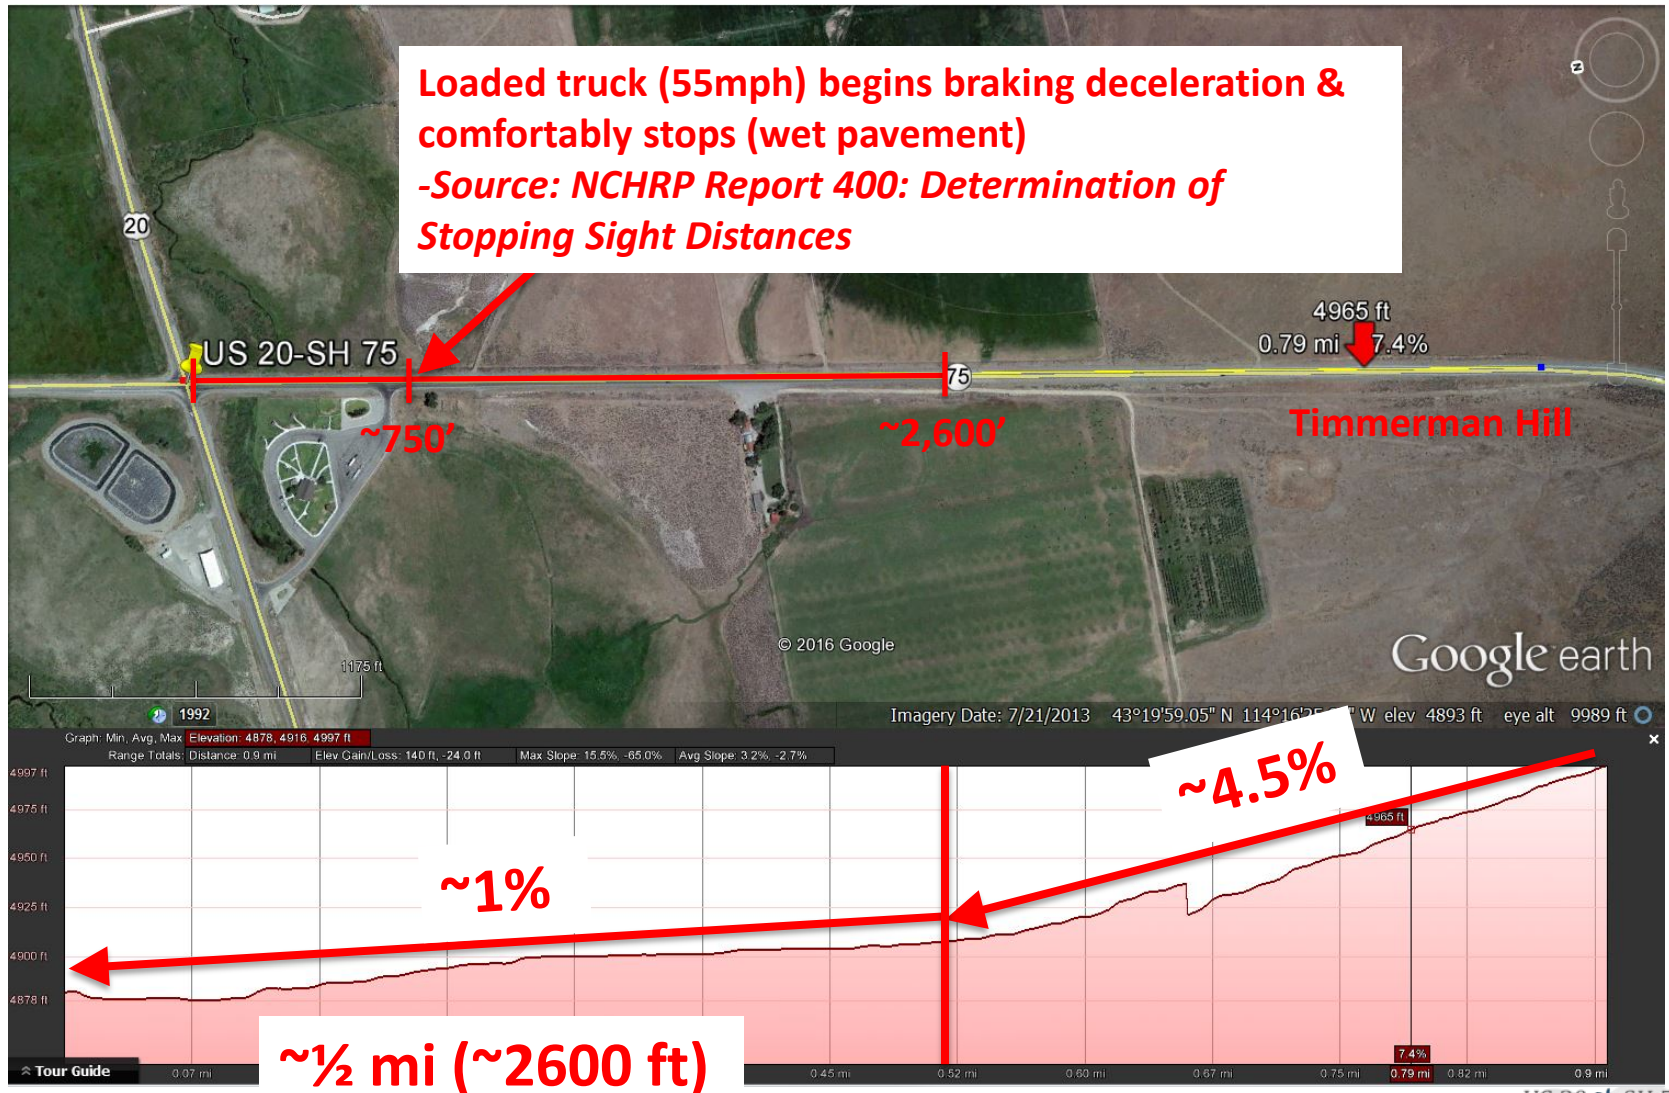 Loaded truck (55mph) begins braking deceleration &
comfortably stops (wet pavement)
-Source: NCHRP Report 400: Determination of
Stopping Sight Distances
20
N
4965 ft
0.79 mi 7.4%
US 20-SH 75
75
~750'
~2,600'
Timmerman Hill
© 2016 Google
Google earth
1175 ft
1992
Imagery Date: 7/21/2013 43°19'59.05" N 114°16' W elev 4893 ft eye alt 9989 ft
Graph: Min, Avg, Max Elevation: 4878, 4916, 4997 ft
Range Totals: Distance: 0.9 mi Elev Gain/Loss: 140 ft, -24.0 ft Max Slope: 15.5%, -65.0% Avg Slope: 3.2%, -2.7%
4997 ft
~4.5%
4975 ft
4965 ft
4950 ft
~1%
4925 ft
4900 ft
4878 ft
~½ mi (~2600 ft)
7.4%
Tour Guide
0.07 mi
0.45 mi
0.52 mi
0.60 mi
0.67 mi
0.75 mi
0.79 mi
0.82 mi
0.9 mi